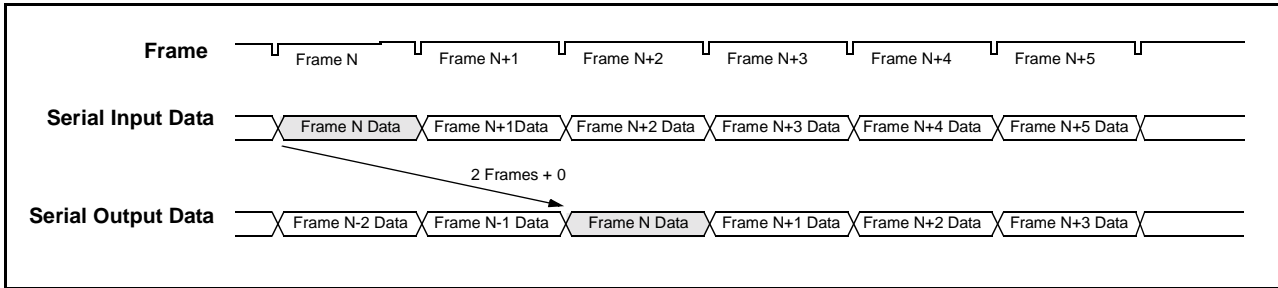 Frame
Frame N Frame N+1 Frame N+2 Frame N+3 Frame N+4 Frame N+5
Serial Input Data
Frame N Data Frame N+1Data Frame N+2 Data Frame N+3 Data Frame N+4 Data Frame N+5 Data
2 Frames + 0
Serial Output Data
Frame N-2 Data Frame N-1 Data Frame N Data Frame N+1 Data Frame N+2 Data Frame N+3 Data